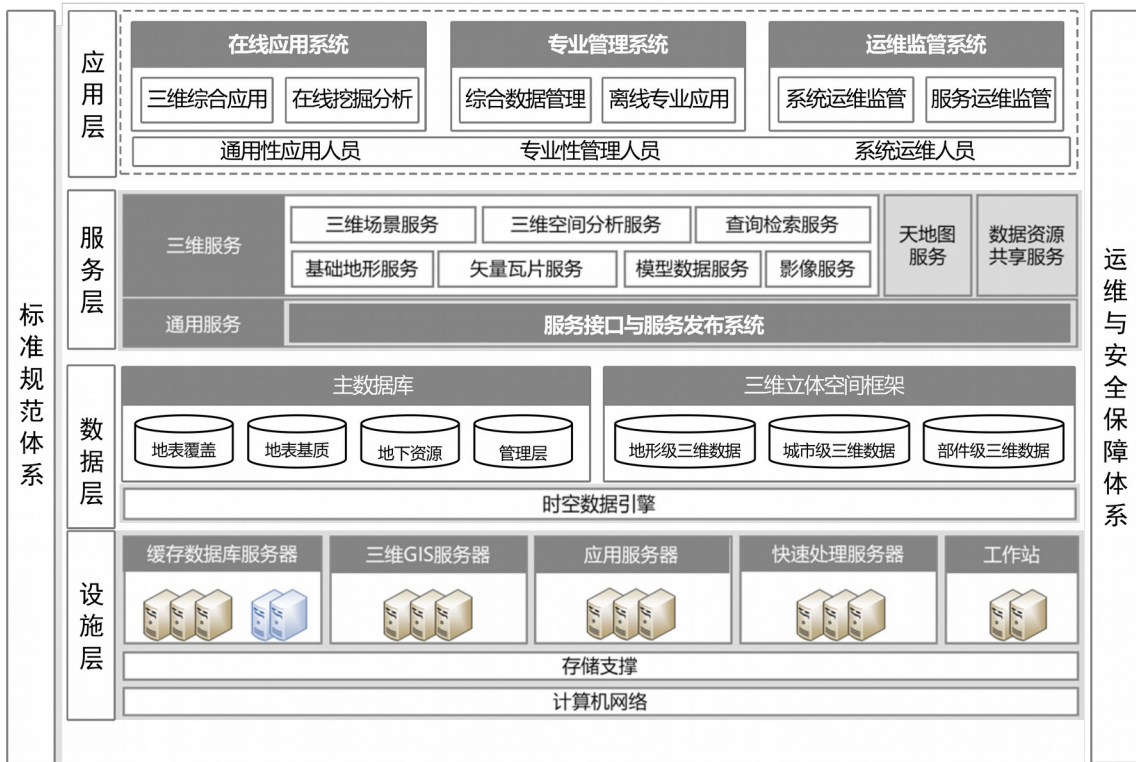 标准规范体系
应用层
在线应用系统
三维综合应用
在线挖掘分析
专业管理系统
综合数据管理
离线专业应用
运维监管系统
系统运维监管
服务运维监管
通用性应用人员
专业性管理人员
系统运维人员
服务层
三维服务
三维场景服务
三维空间分析服务
查询检索服务
基础地形服务
矢量瓦片服务
模型数据服务
影像服务
天地图
服务
数据资源
共享服务
通用服务
服务接口与服务发布系统
数据层
主数据库
地表覆盖
地表基质
地下资源
管理层
三维立体空间框架
地形级三维数据
城市级三维数据
部件级三维数据
时空数据引擎
设施层
缓存数据库服务器
三维GIS服务器
应用服务器
快速处理服务器
工作站
存储支撑
计算机网络
运维与安全保障体系